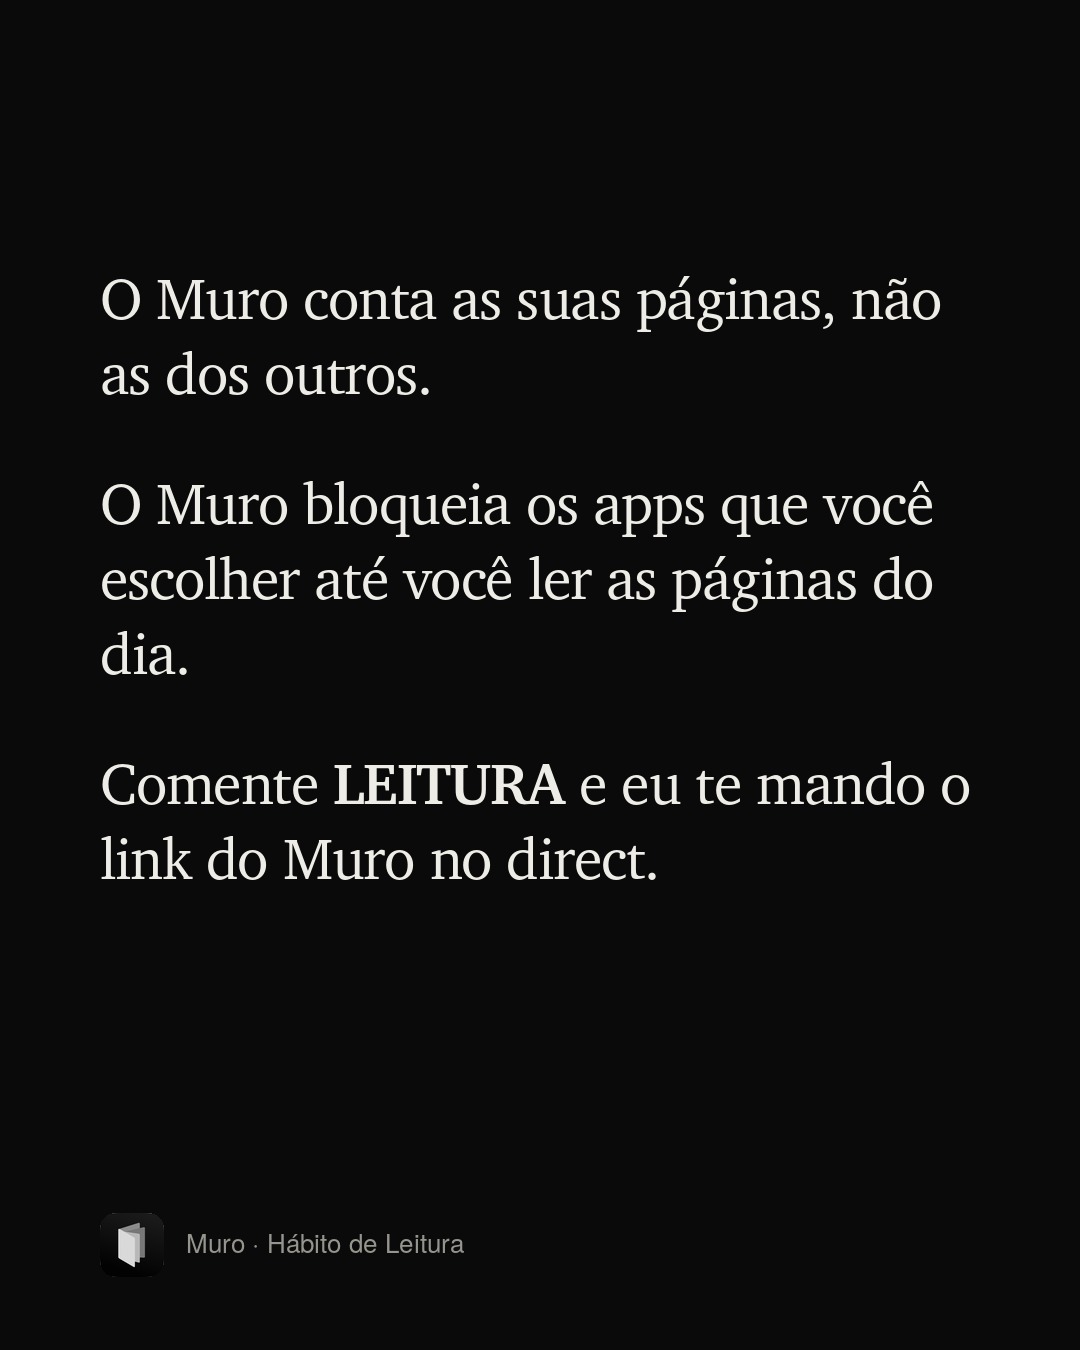 O Muro conta as suas páginas, não
as dos outros.
O Muro bloqueia os apps que você
escolher até você ler as páginas do
dia.
Comente LEITURA e eu te mando o
link do Muro no direct.
Muro · Hábito de Leitura